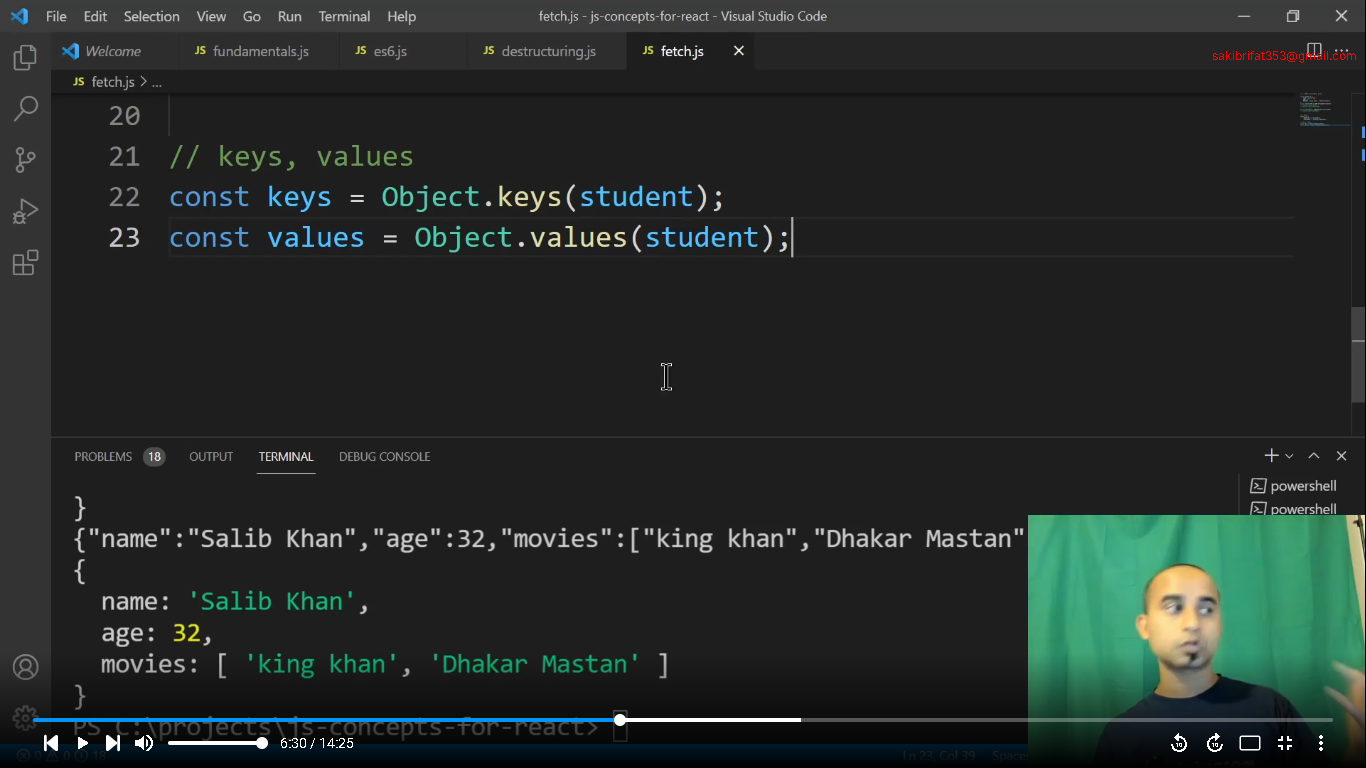 File Edit Selection View Go Run Terminal Help fetch.js - js-concepts-for-react - Visual Studio Code
Welcome JS fundamentals.js JS es6.js JS destructuring.js JS fetch.js
sakibrifat353@gmail.com
JS fetch.js > ...
20
21 // keys, values
22 const keys = Object.keys(student);
23 const values = Object.values(student);
PROBLEMS 18 OUTPUT TERMINAL DEBUG CONSOLE
powershell
powershell
}
{"name":"Salib Khan","age":32,"movies":["king khan","Dhakar Mastan"
{
name: 'Salib Khan',
age: 32,
movies: [ 'king khan', 'Dhakar Mastan' ]
}
PS C:\projects\js-concepts-for-react>
6:30 / 14:25
Ln 23, Col 39 Spaces